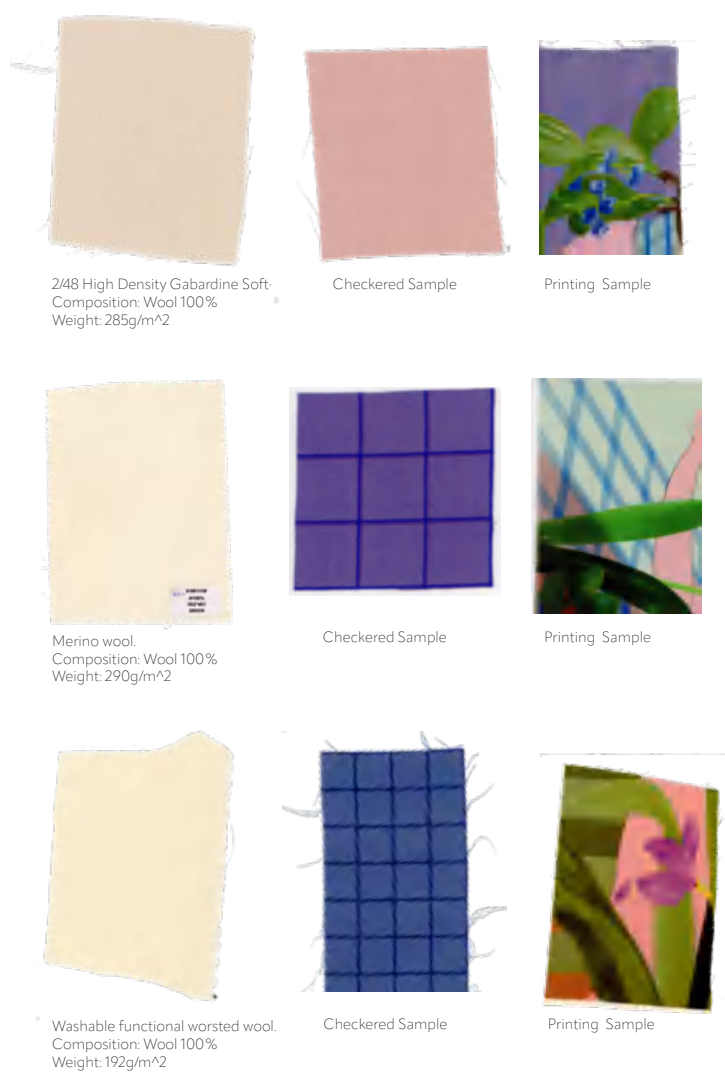 2/48 High Density Gabardine Soft
Composition: Wool 100%
Weight: 285g/m^2
Checkered Sample
Printing Sample
Merino wool.
Composition: Wool 100%
Weight: 290g/m^2
Checkered Sample
Printing Sample
Washable functional worsted wool.
Composition: Wool 100%
Weight: 192g/m^2
Checkered Sample
Printing Sample